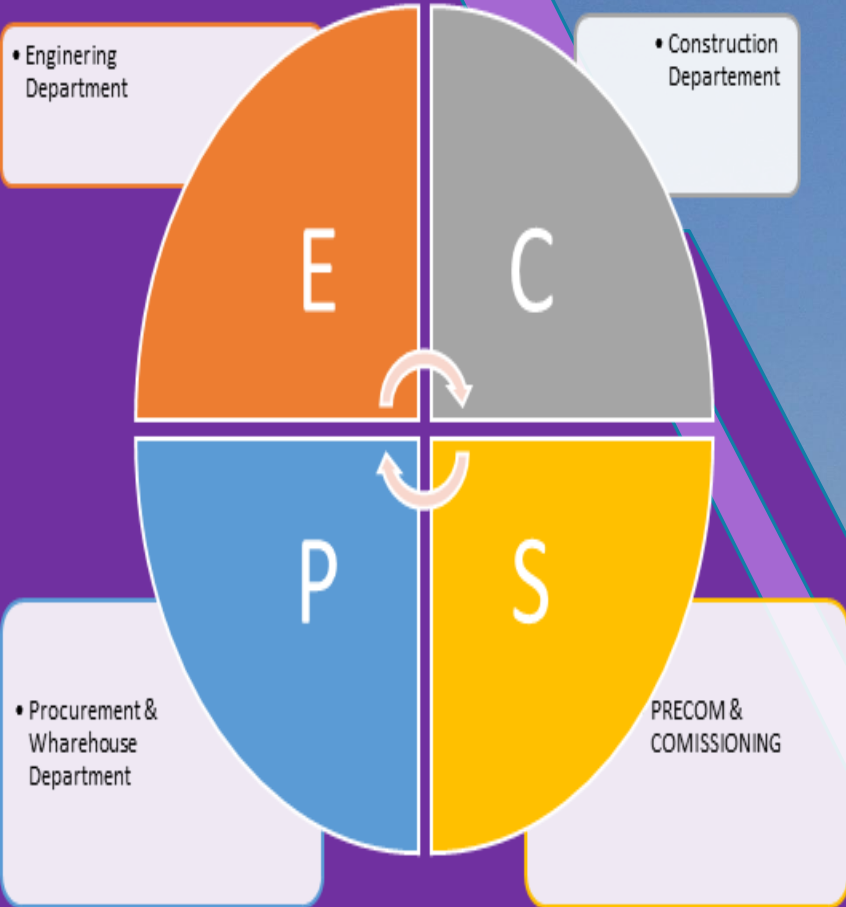 • Enginering
Department
• Construction
Departement
E
C
P
S
• Procurement &
Wharehouse
Department
PRECOM &
COMISSIONING